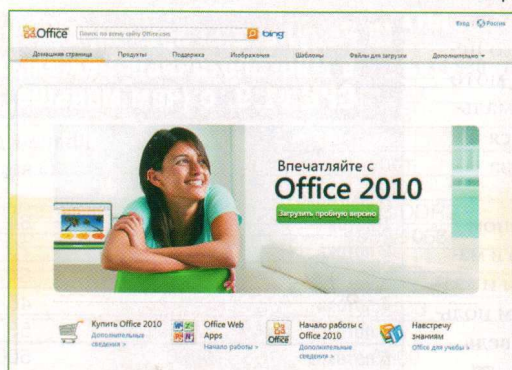 Office Поиск по всему сайту Office.com bing
Вход Россия
Домашняя страница Продукты Поддержка Изображения Шаблоны Файлы для загрузки Дополнительно
Впечатляйте с
Office 2010
Загрузить пробную версию
Купить Office 2010
Дополнительные
сведения »
Office Web
Apps
Начало работы »
Office
Начало работы с
Office 2010
Дополнительные
сведения »
Навстречу
знаниям
Office для учебы »